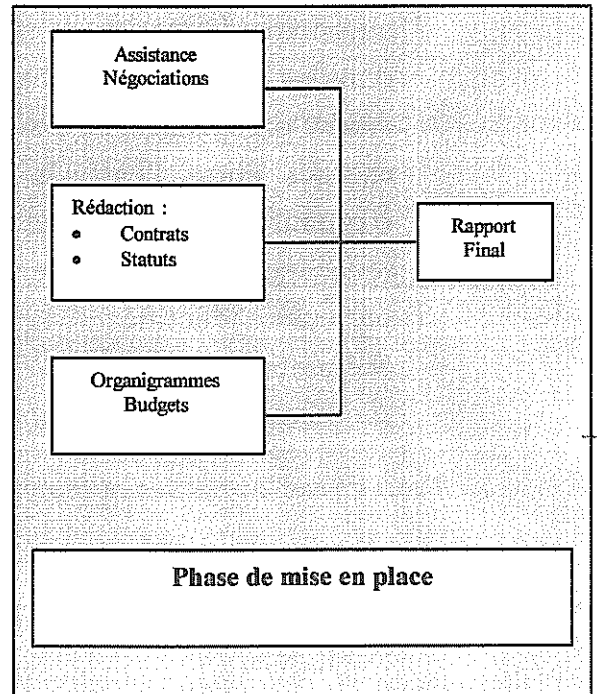 Assistance
Négociations
Rédaction :
• Contrats
• Statuts
Rapport
Final
Organigrammes
Budgets
Phase de mise en place